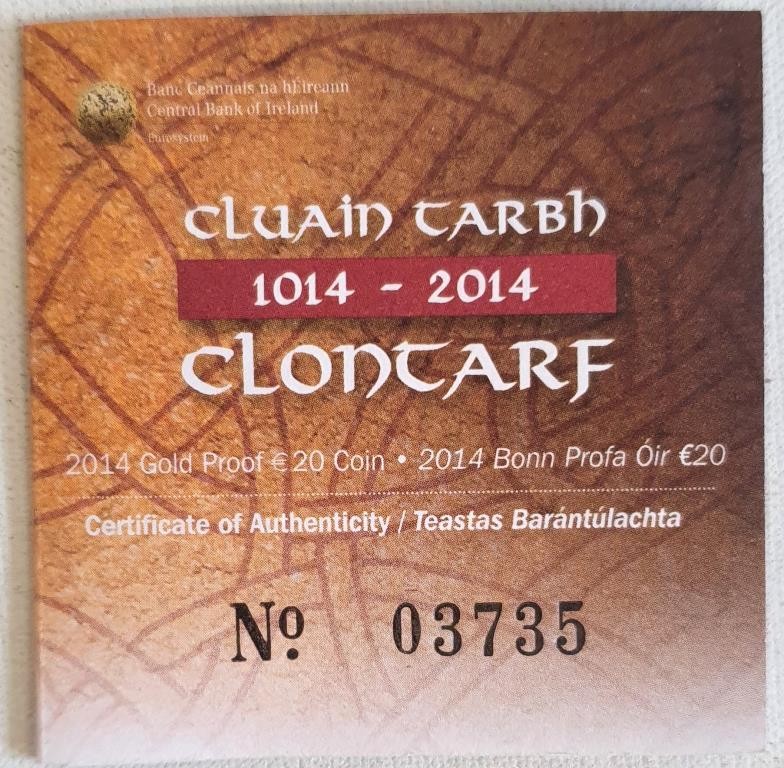 Banc Ceannais na hÉireann
Central Bank of Ireland
Eurosystem
Cluain Tarbh
1014 - 2014
Clontarf
2014 Gold Proof €20 Coin • 2014 Bonn Profa Óir €20
Certificate of Authenticity / Teastas Barántúlachta
Nº 03735